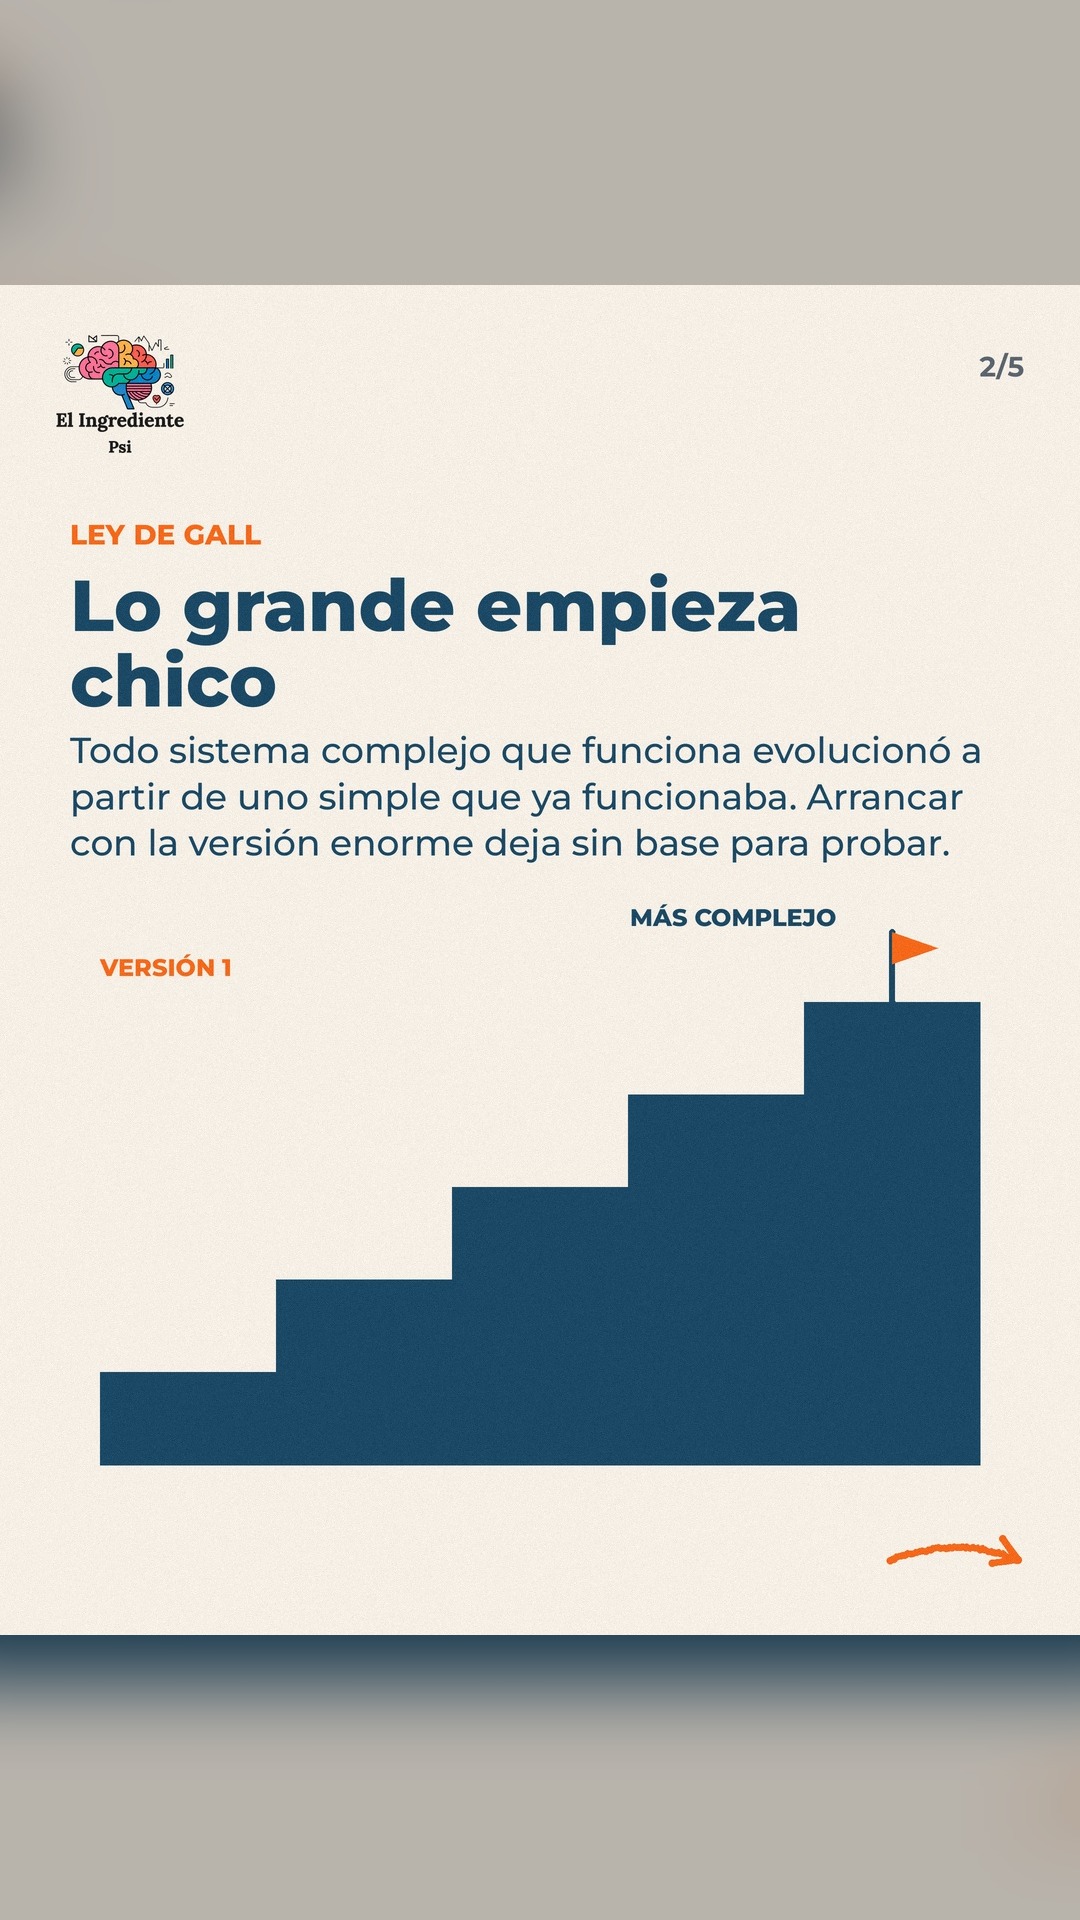 El Ingrediente
Psi
2/5
LEY DE GALL
Lo grande empieza
chico
Todo sistema complejo que funciona evolucionó a
partir de uno simple que ya funcionaba. Arrancar
con la versión enorme deja sin base para probar.
MÁS COMPLEJO
VERSIÓN 1